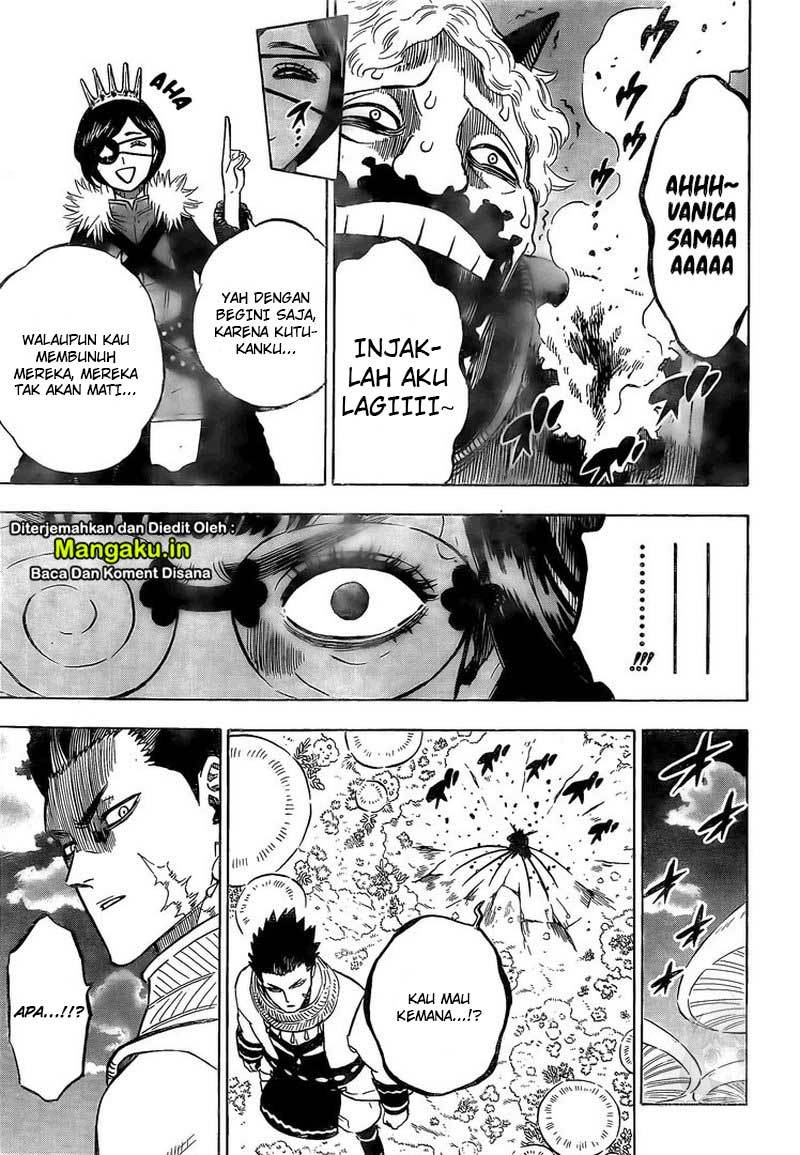 AHHH~
VANICA
SAMAA
AAAAA
INJAK-
LAH AKU
LAGIIII~
AHA
YAH DENGAN
BEGINI SAJA,
KARENA KUTU-
KANKU...
WALAUPUN KAU
MEMBUNUH
MEREKA, MEREKA
TAK AKAN MATI...
Diterjemahkan dan Diedit Oleh :
Mangaku.in
Baca Dan Koment Disana
!!!
KAU MAU
KEMANA...!?
APA...!!?